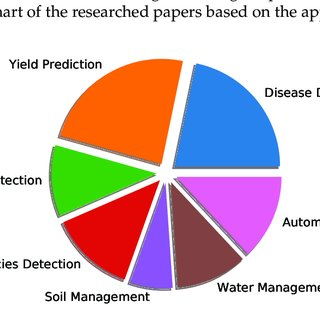 art of the researched papers based on the ap
Yield Prediction
Disease D
tection
Autom
ies Detection
Soil Management
Water Manageme